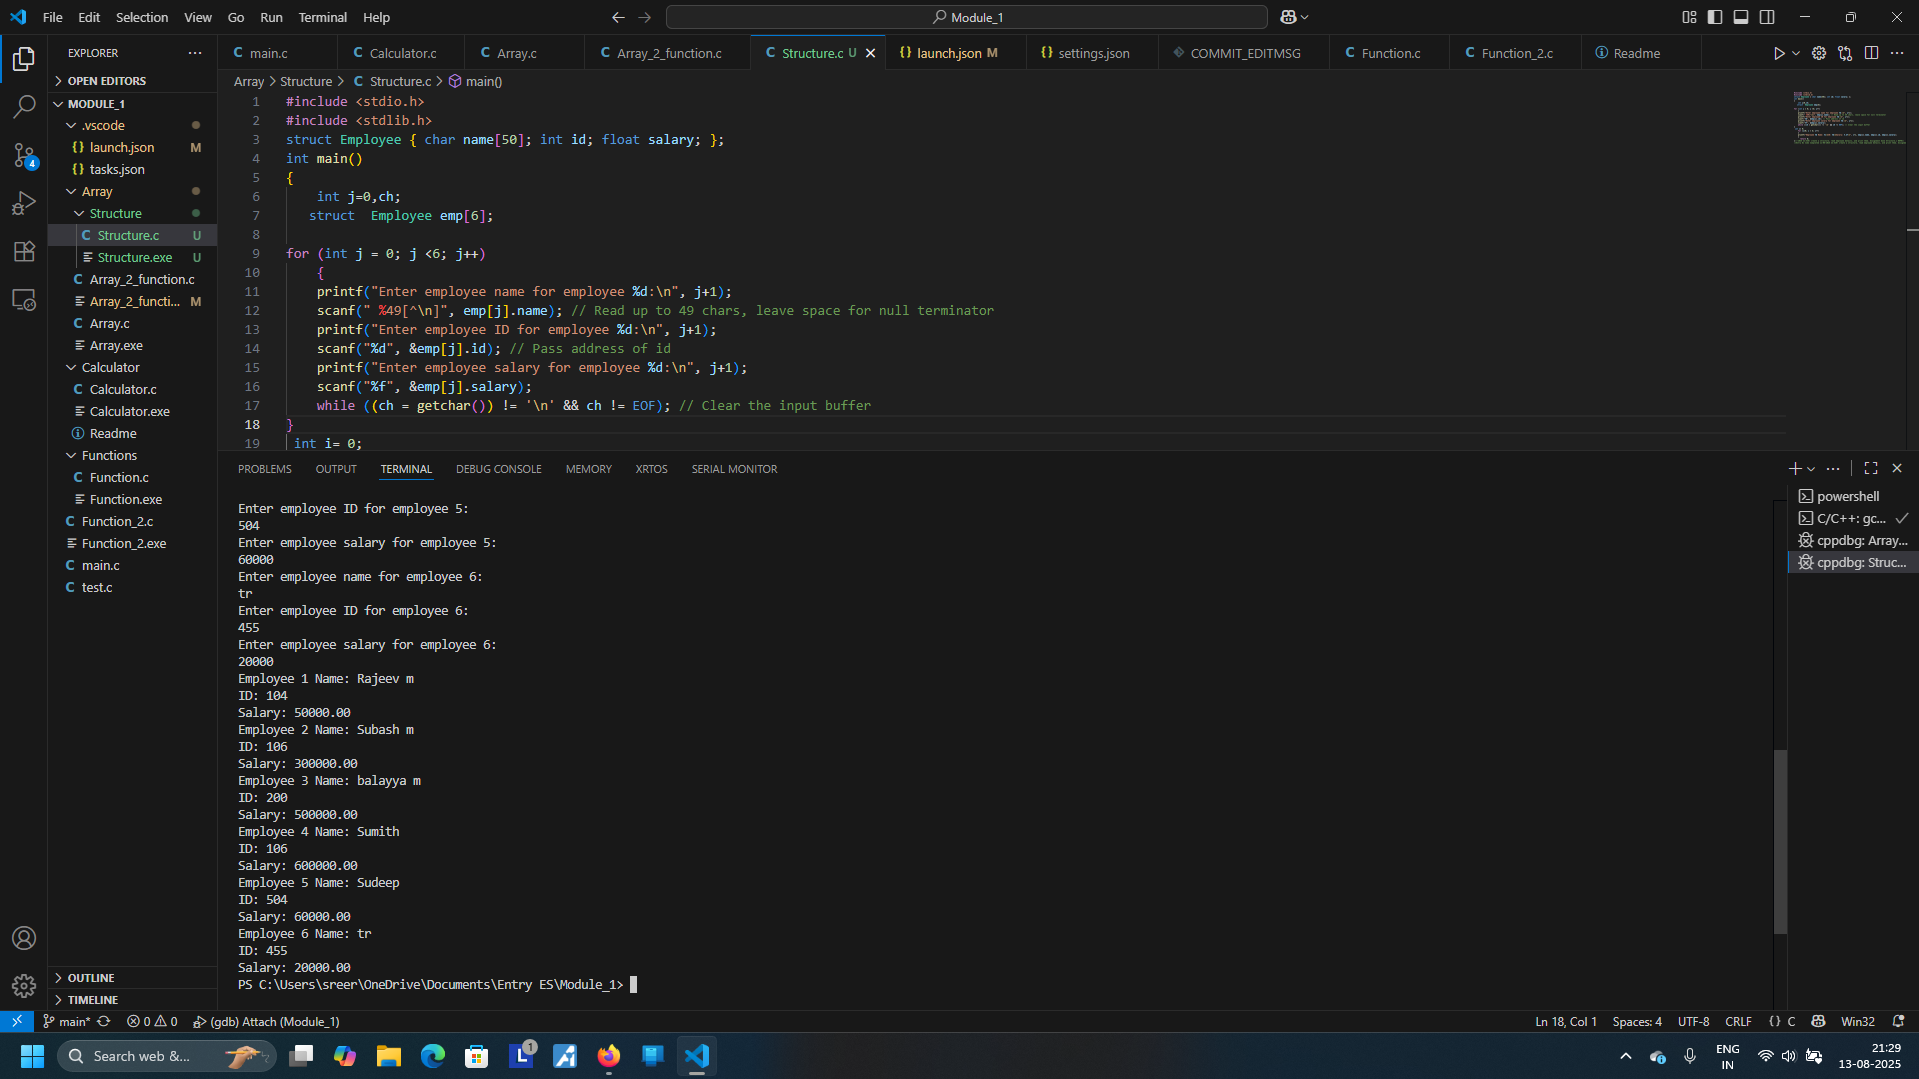 File Edit Selection View Go Run Terminal Help
Module_1
EXPLORER
main.c
Calculator.c
Array.c
Array_2_function.c
Structure.c U
launch.json M
settings.json
COMMIT_EDITMSG
Function.c
Function_2.c
Readme
Array > Structure > C Structure.c > main()
OPEN EDITORS
MODULE_1
.vscode
launch.json M
tasks.json
Array
Structure
Structure.c U
Structure.exe U
Array_2_function.c
Array_2_functi... M
Array.c
Array.exe
Calculator
Calculator.c
Calculator.exe
Readme
Functions
Function.c
Function.exe
Function_2.c
Function_2.exe
main.c
test.c
OUTLINE
TIMELINE
4
1 #include <stdio.h>
2 #include <stdlib.h>
3 struct Employee { char name[50]; int id; float salary; };
4 int main()
5 {
6 int j=0,ch;
7 struct  Employee emp[6];
8
9 for (int j = 0; j <6; j++)
10 {
11 printf("Enter employee name for employee %d:\n", j+1);
12 scanf(" %49[^\n]", emp[j].name); // Read up to 49 chars, leave space for null terminator
13 printf("Enter employee ID for employee %d:\n", j+1);
14 scanf("%d", &emp[j].id); // Pass address of id
15 printf("Enter employee salary for employee %d:\n", j+1);
16 scanf("%f", &emp[j].salary);
17 while ((ch = getchar()) != '\n' && ch != EOF); // Clear the input buffer
18 }
19 int i= 0;
PROBLEMS OUTPUT TERMINAL DEBUG CONSOLE MEMORY XRTOS SERIAL MONITOR
Enter employee ID for employee 5:
504
Enter employee salary for employee 5:
60000
Enter employee name for employee 6:
tr
Enter employee ID for employee 6:
455
Enter employee salary for employee 6:
20000
Employee 1 Name: Rajeev m
ID: 104
Salary: 50000.00
Employee 2 Name: Subash m
ID: 106
Salary: 300000.00
Employee 3 Name: balayya m
ID: 200
Salary: 500000.00
Employee 4 Name: Sumith
ID: 106
Salary: 600000.00
Employee 5 Name: Sudeep
ID: 504
Salary: 60000.00
Employee 6 Name: tr
ID: 455
Salary: 20000.00
PS C:\Users\sreer\OneDrive\Documents\Entry ES\Module_1>
powershell
C/C++: gc...
cppdbg: Array...
cppdbg: Struc...
main* 0 0 (gdb) Attach (Module_1)
Ln 18, Col 1 Spaces: 4 UTF-8 CRLF {} C Win32
Search web &...
1
ENG
IN
21:29
13-08-2025